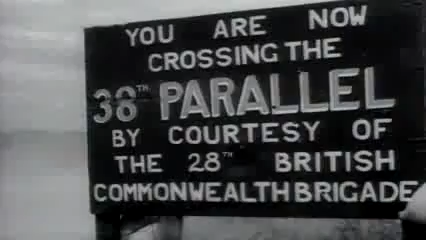 YOU ARE NOW
CROSSING THE
38TH PARALLEL
BY COURTESY OF
THE 28TH BRITISH
COMMONWEALTH BRIGADE